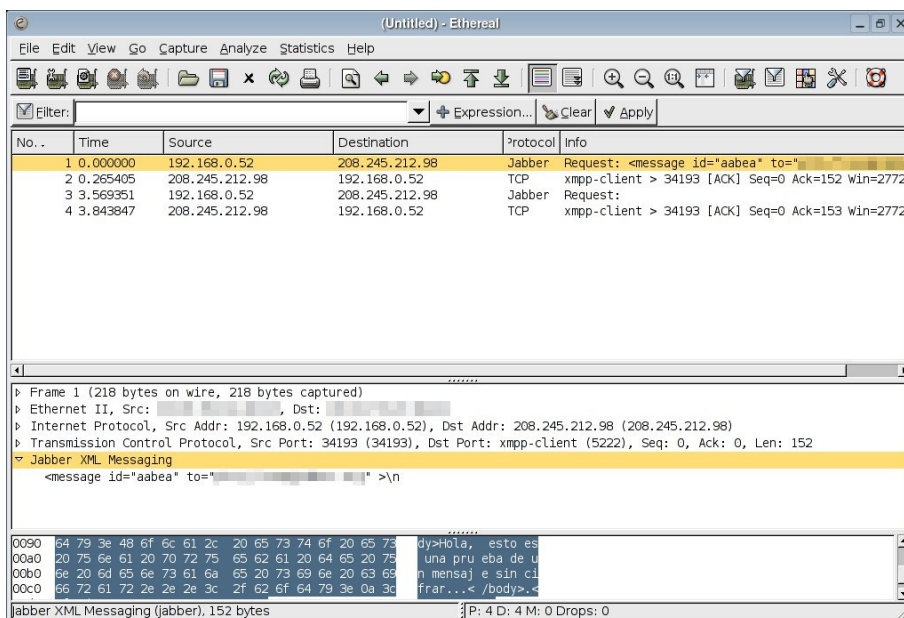 (Untitled) - Ethereal
File Edit View Go Capture Analyze Statistics Help
Filter: Expression... Clear Apply
No. . Time Source Destination Protocol Info
1 0.000000 192.168.0.52 208.245.212.98 Jabber Request: <message id="aabea" to="
2 0.265405 208.245.212.98 192.168.0.52 TCP xmpp-client > 34193 [ACK] Seq=0 Ack=152 Win=2772
3 3.569351 192.168.0.52 208.245.212.98 Jabber Request:
4 3.843847 208.245.212.98 192.168.0.52 TCP xmpp-client > 34193 [ACK] Seq=0 Ack=153 Win=2772
Frame 1 (218 bytes on wire, 218 bytes captured)
Ethernet II, Src: , Dst:
Internet Protocol, Src Addr: 192.168.0.52 (192.168.0.52), Dst Addr: 208.245.212.98 (208.245.212.98)
Transmission Control Protocol, Src Port: 34193 (34193), Dst Port: xmpp-client (5222), Seq: 0, Ack: 0, Len: 152
Jabber XML Messaging
<message id="aabea" to=" " >\n
0090 64 79 3e 48 6f 6c 61 2c 20 65 73 74 6f 20 65 73 dy>Hola, esto es
00a0 20 75 6e 61 20 70 72 75 65 62 61 20 64 65 20 75 una pru eba de u
00b0 6e 20 6d 65 6e 73 61 6a 65 20 73 69 6e 20 63 69 n mensaj e sin ci
00c0 66 72 61 72 2e 2e 2e 3c 2f 62 6f 64 79 3e 0a 3c frar...< /body>.<
Jabber XML Messaging (jabber), 152 bytes P: 4 D: 4 M: 0 Drops: 0